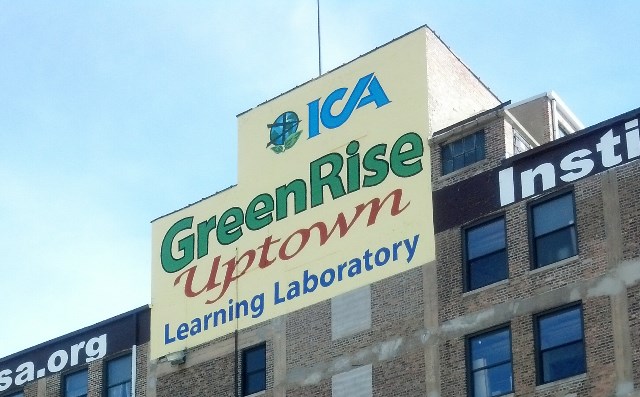 ICA
GreenRise
Uptown
Learning Laboratory
sa.org
Insti